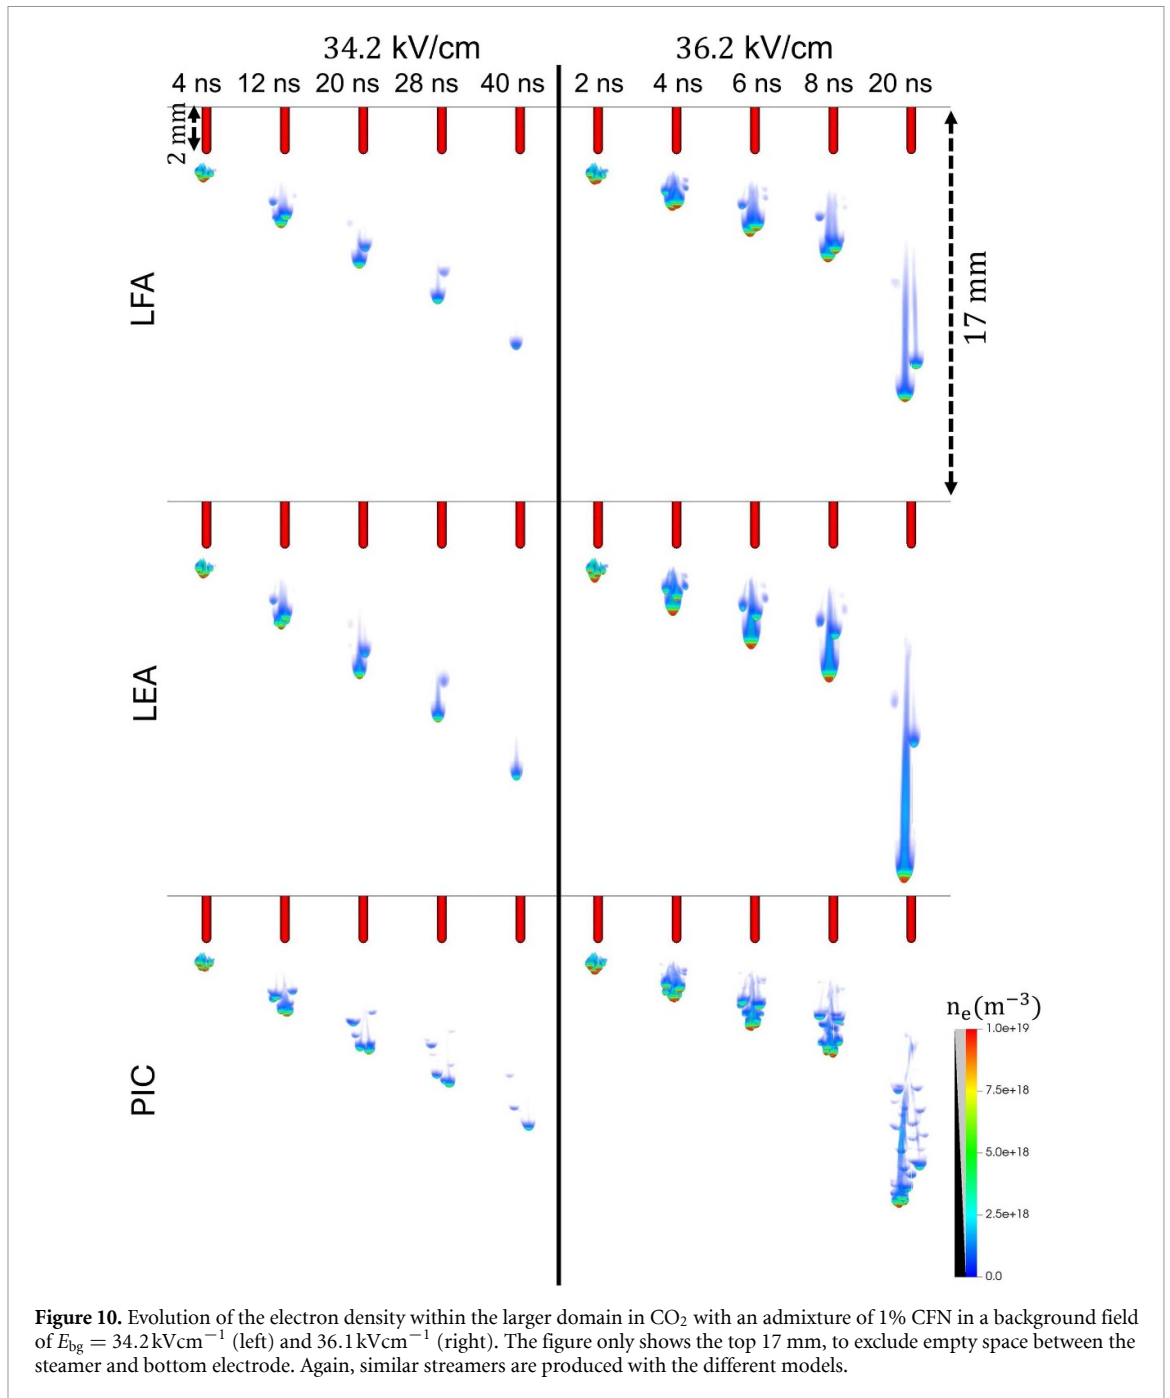 34.2 kV/cm 36.2 kV/cm
4 ns 12 ns 20 ns 28 ns 40 ns 2 ns 4 ns 6 ns 8 ns 20 ns
2 mm
LFA
17 mm
LEA
PIC
nₑ(m⁻³)
1.0e+19
7.5e+18
5.0e+18
2.5e+18
0.0
Figure 10. Evolution of the electron density within the larger domain in CO₂ with an admixture of 1% CFN in a background field
of E_bg = 34.2 kVcm⁻¹ (left) and 36.1 kVcm⁻¹ (right). The figure only shows the top 17 mm, to exclude empty space between the
steamer and bottom electrode. Again, similar streamers are produced with the different models.